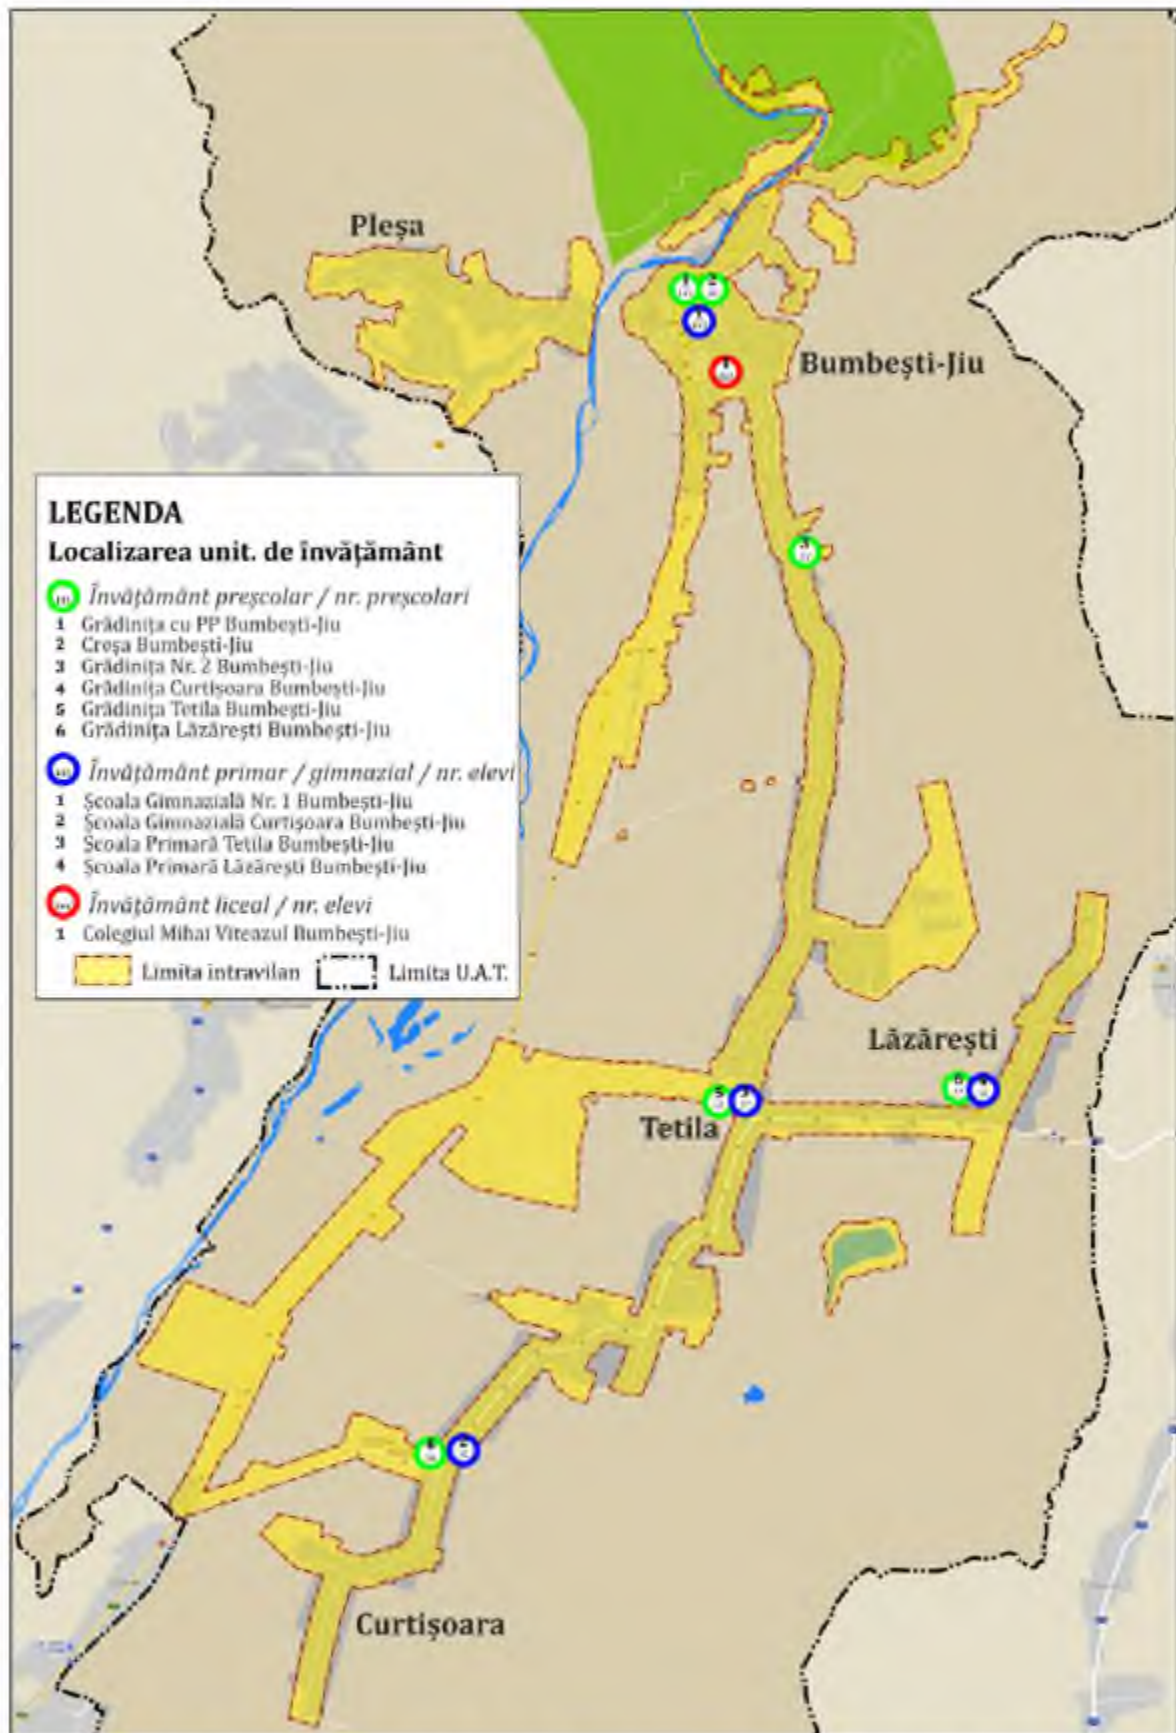 Pleșa
Bumbești-Jiu
LEGENDA
Localizarea unit. de învățământ
Învățământ preșcolar / nr. preșcolari
1 Grădinița cu PP Bumbești-Jiu
2 Creșa Bumbești-Jiu
3 Grădinița Nr. 2 Bumbești-Jiu
4 Grădinița Curtișoara Bumbești-Jiu
5 Grădinița Tetila Bumbești-Jiu
6 Grădinița Lăzărești Bumbești-Jiu
Învățământ primar / gimnazial / nr. elevi
1 Școala Gimnazială Nr. 1 Bumbești-Jiu
2 Școala Gimnazială Curtișoara Bumbești-Jiu
3 Școala Primară Tetila Bumbești-Jiu
4 Școala Primară Lăzărești Bumbești-Jiu
Învățământ liceal / nr. elevi
1 Colegiul Mihai Viteazul Bumbești-Jiu
Limita intravilan
Limita U.A.T.
Lăzărești
Tetila
Curtișoara